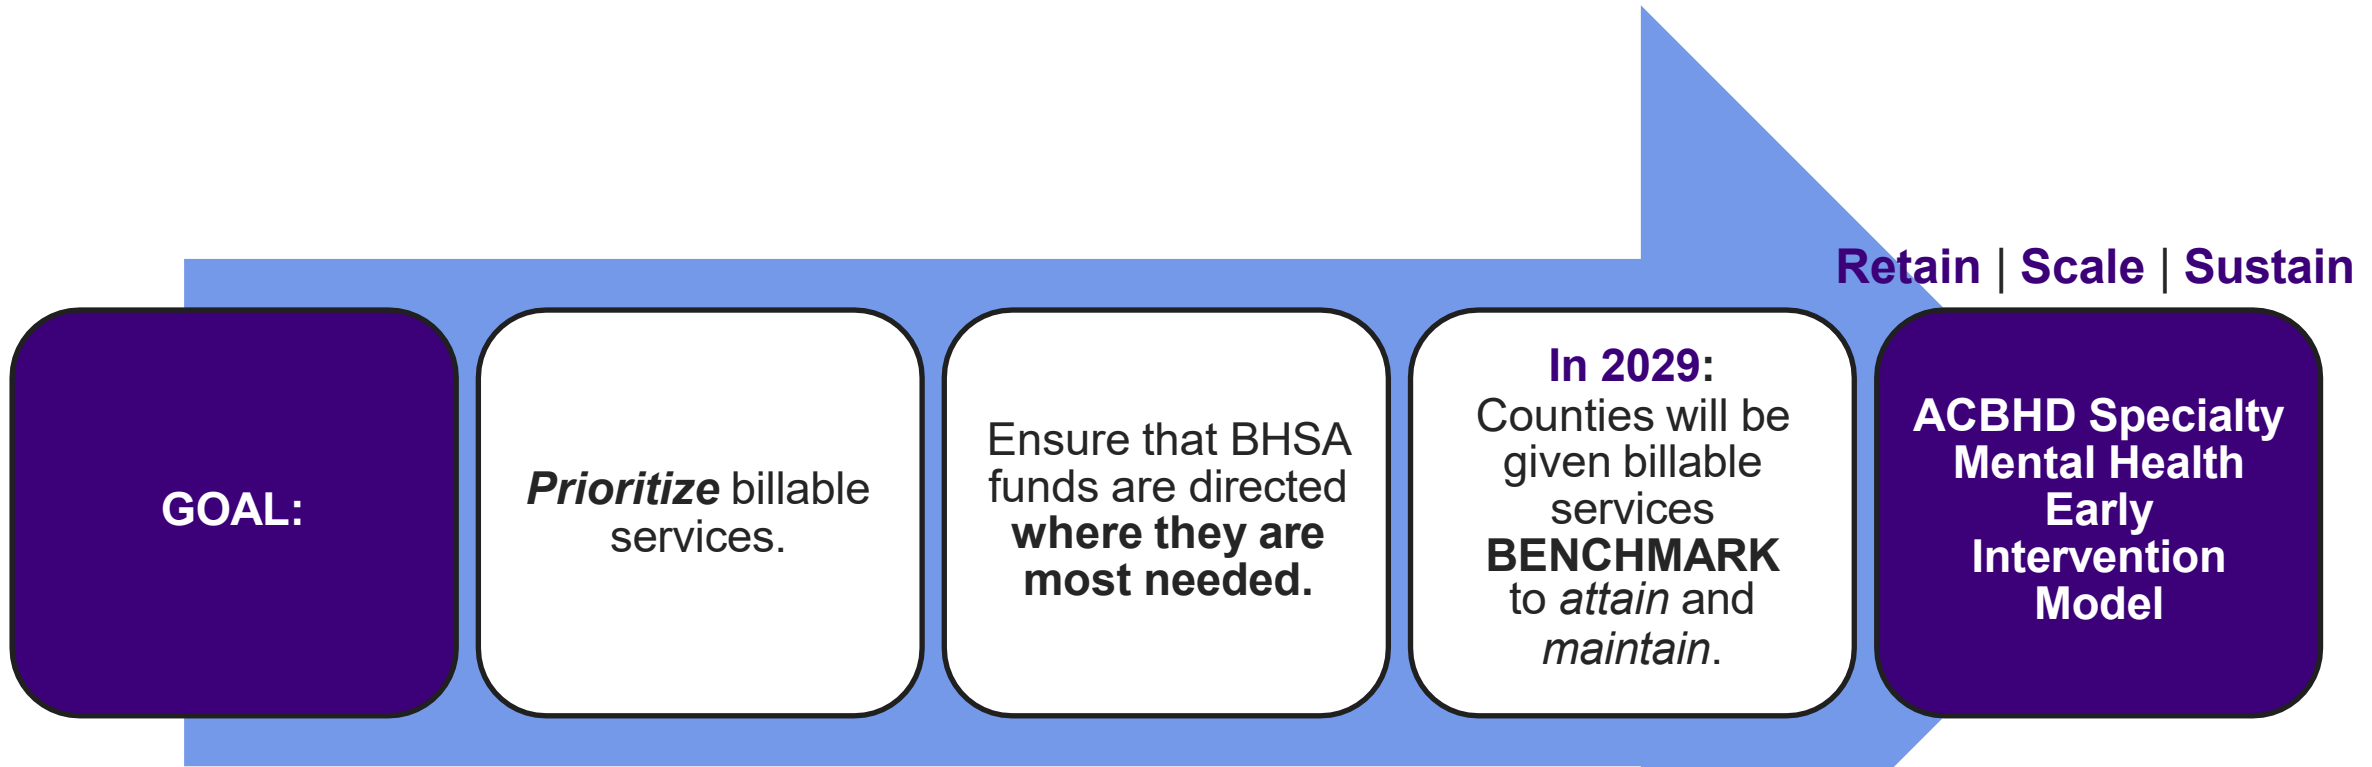 Retain | Scale | Sustain
GOAL:
Prioritize billable
services.
Ensure that BHSA
funds are directed
where they are
most needed.
In 2029:
Counties will be
given billable
services
BENCHMARK
to attain and
maintain.
ACBHD Specialty
Mental Health
Early
Intervention
Model